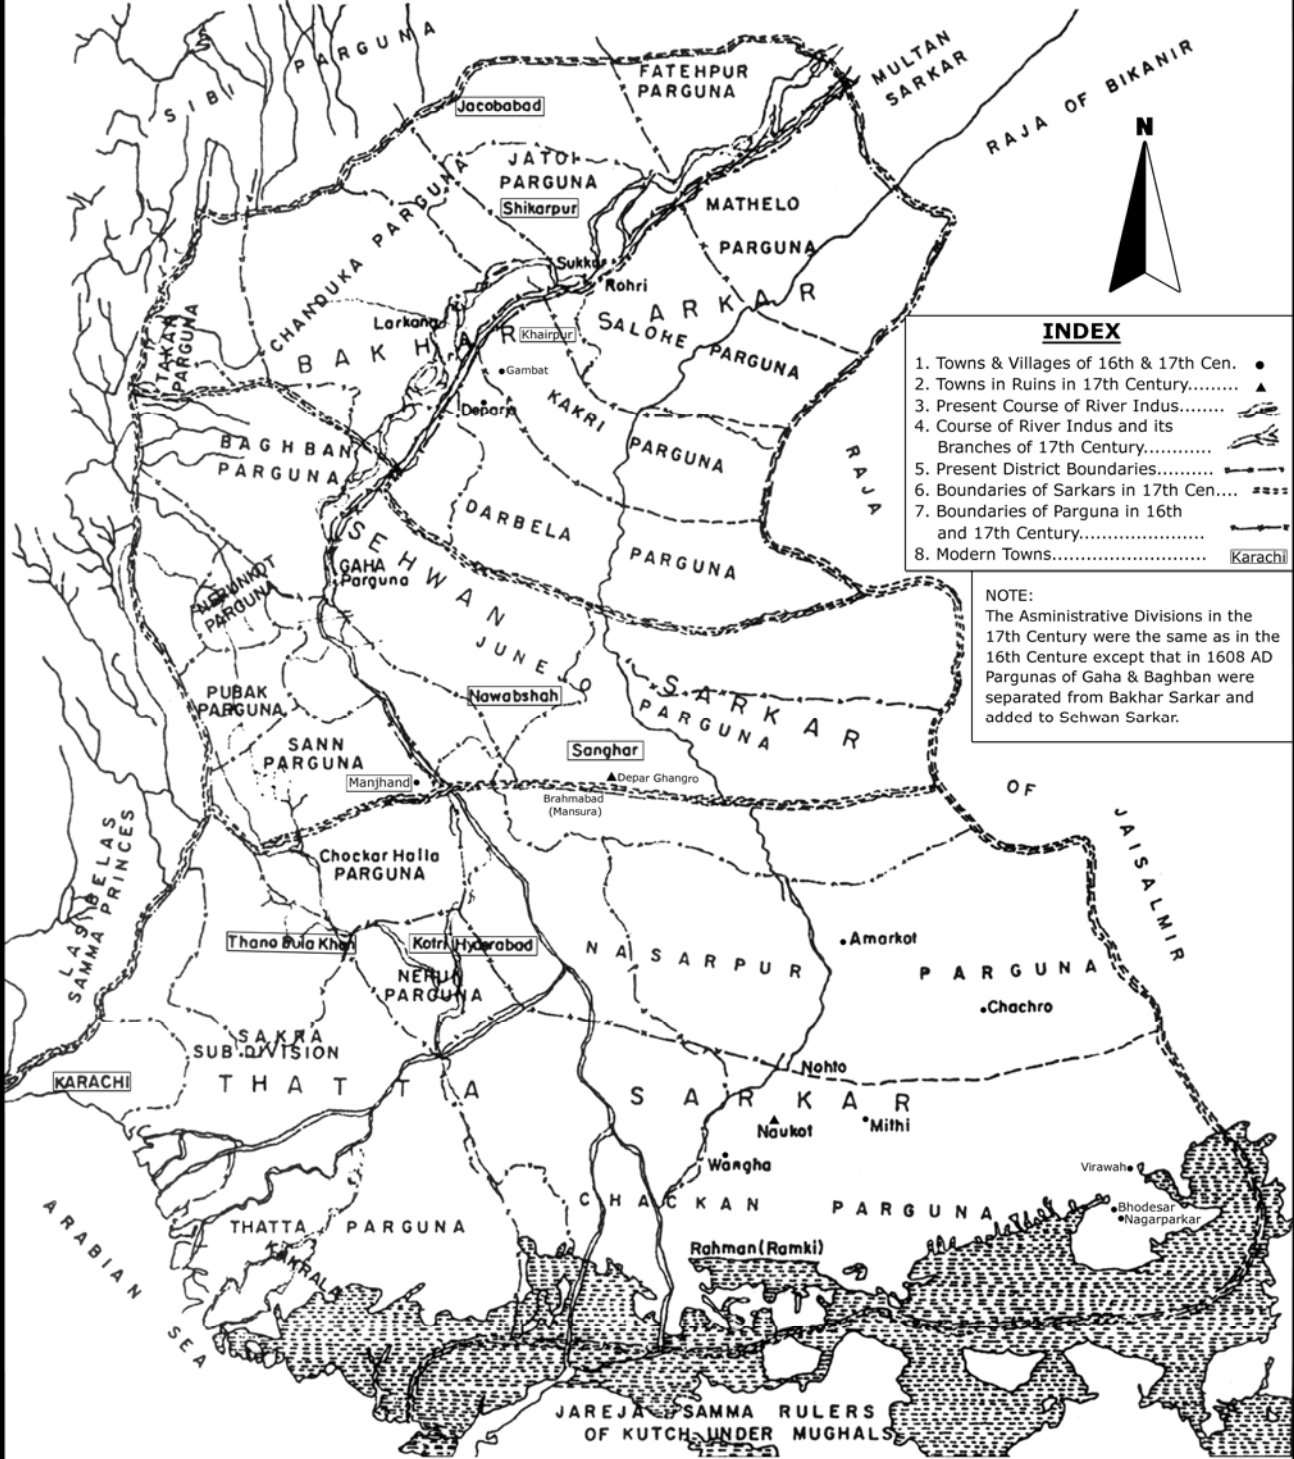 SIBI PARGUNA
FATEHPUR
PARGUNA
MULTAN
SARKAR
RAJA OF BIKANIR
Jacobabad
N
JATOI
PARGUNA
Shikarpur
MATHELO
PARGUNA
CHANDUKA PARGUNA
Sukkur
Rohri
TAKAR
PARGUNA
Larkana
BAKHAR SARKAR
Khairpur
SALORE PARGUNA
Gambat
Deparja
KAKRI
PARGUNA
INDEX
1. Towns & Villages of 16th & 17th Cen.
2. Towns in Ruins in 17th Century.........
3. Present Course of River Indus........
4. Course of River Indus and its
Branches of 17th Century............
5. Present District Boundaries..........
6. Boundaries of Sarkars in 17th Cen....
7. Boundaries of Parguna in 16th
and 17th Century......................
8. Modern Towns...........................
Karachi
NOTE:
The Asministrative Divisions in the
17th Century were the same as in the
16th Centure except that in 1608 AD
Pargunas of Gaha & Baghban were
separated from Bakhar Sarkar and
added to Sehwan Sarkar.
BAGHBAN
PARGUNA
DARBELA
PARGUNA
RAJA OF JAISALMIR
SEHWAN SARKAR
GAHA
Parguna
NERUNKOT
PARGUNA
JUNEJO
PARGUNA
PUBAK
PARGUNA
Nawabshah
SANN
PARGUNA
Sanghar
Manjhand
Depar Ghangro
Brahmabad
(Mansura)
LAS BELAS
SAMMA PRINCES
Chockar Halla
PARGUNA
Thano Bula Khan
Kotri
Hyderabad
NASARPUR PARGUNA
Amarkot
Chachro
NERUN
PARGUNA
SAKRA
SUB DIVISION
KARACHI
THATTA SARKAR
Nohto
Naukot
Mithi
Wangha
Virawah
CHACKAN PARGUNA
Bhodesar
Nagarparkar
THATTA PARGUNA
KAKRALA
Rahman (Ramki)
ARABIAN SEA
JAREJA SAMMA RULERS
OF KUTCH UNDER MUGHALS